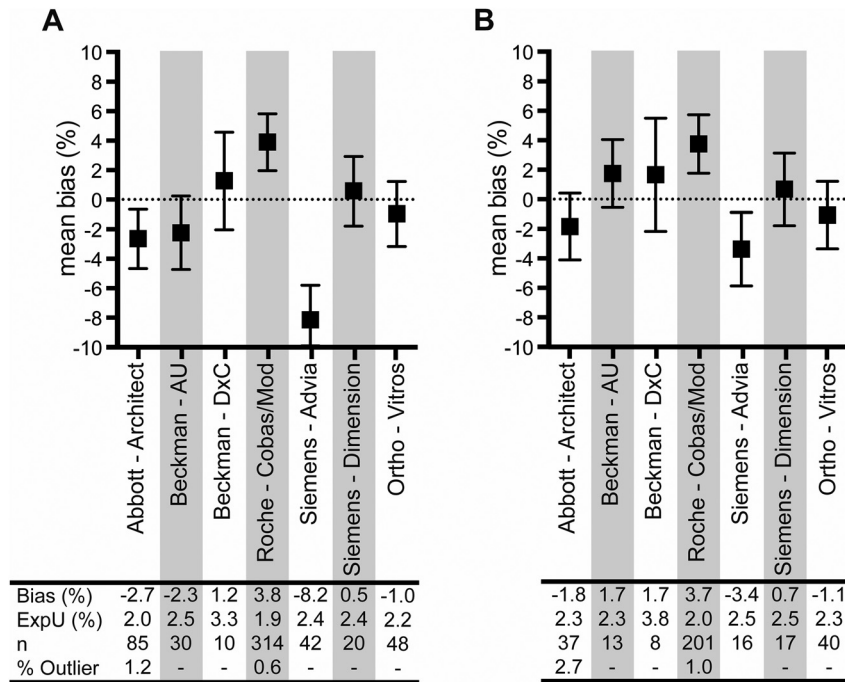 A
B
mean bias (%)
10
8
6
4
2
0
-2
-4
-6
-8
-10
Abbott - Architect
Beckman - AU
Beckman - DxC
Roche - Cobas/Mod
Siemens - Advia
Siemens - Dimension
Ortho - Vitros
Bias (%) -2.7 -2.3 1.2 3.8 -8.2 0.5 -1.0
ExpU (%) 2.0 2.5 3.3 1.9 2.4 2.4 2.2
n 85 30 10 314 42 20 48
% Outlier 1.2 - - 0.6 - - -
mean bias (%)
10
8
6
4
2
0
-2
-4
-6
-8
-10
Abbott - Architect
Beckman - AU
Beckman - DxC
Roche - Cobas/Mod
Siemens - Advia
Siemens - Dimension
Ortho - Vitros
-1.8 1.7 1.7 3.7 -3.4 0.7 -1.1
2.3 2.3 3.8 2.0 2.5 2.5 2.3
37 13 8 201 16 17 40
2.7 - - 1.0 - - -